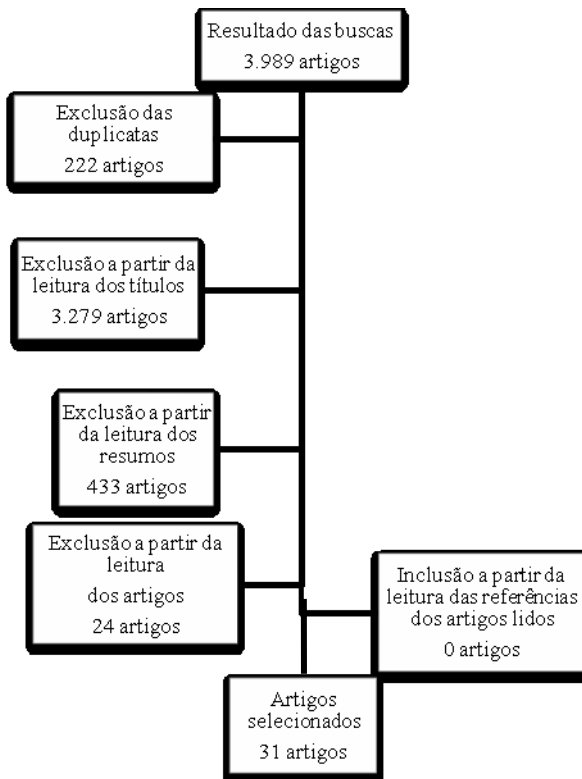 Resultado das buscas
3.989 artigos
Exclusão das
duplicatas
222 artigos
Exclusão a partir da
leitura dos títulos
3.279 artigos
Exclusão a partir
da leitura dos
resumos
433 artigos
Exclusão a partir da
leitura
dos artigos
24 artigos
Inclusão a partir da
leitura das referências
dos artigos lidos
0 artigos
Artigos
selecionados
31 artigos